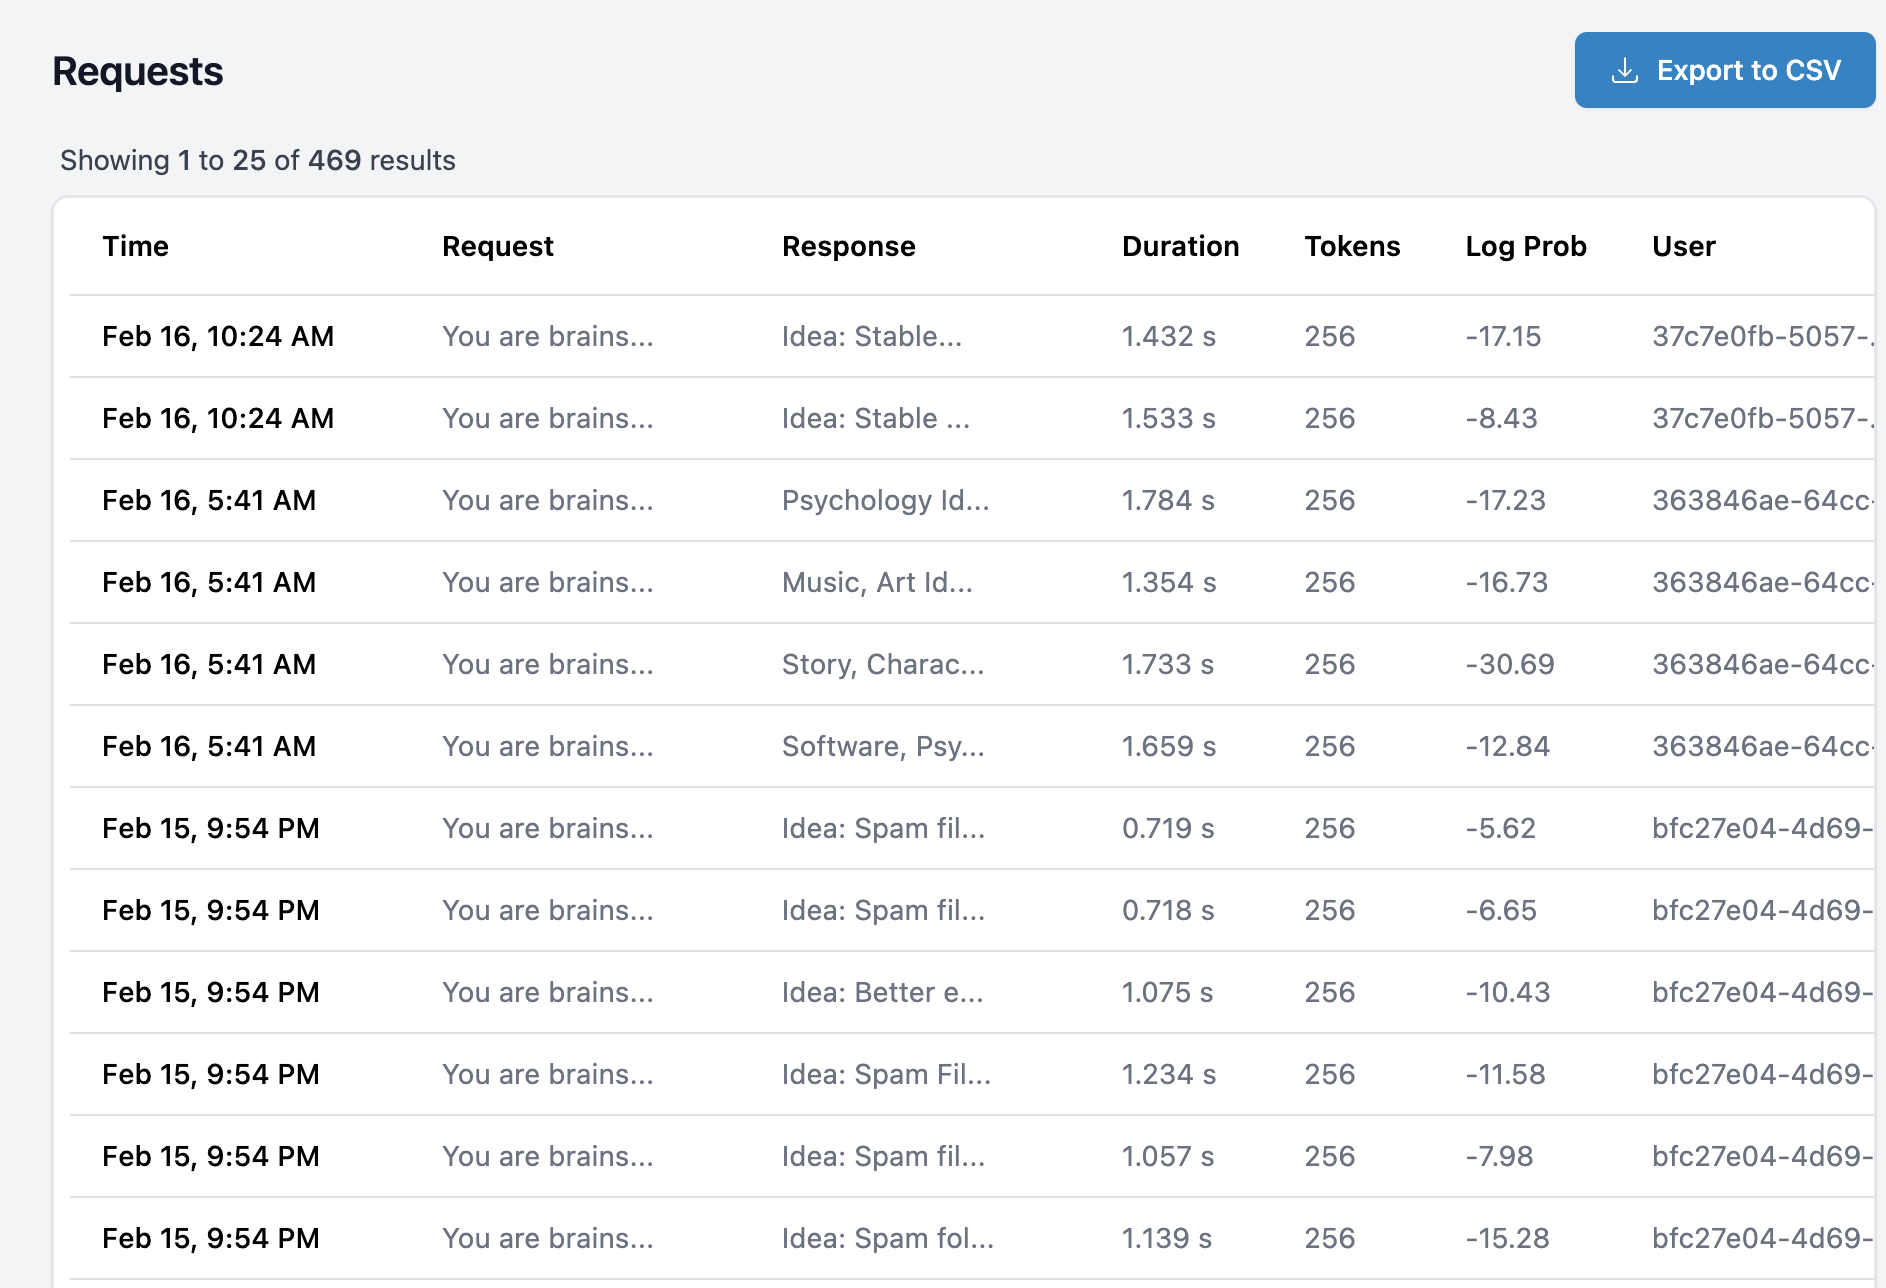 Requests
Export to CSV
Showing 1 to 25 of 469 results
Time Request Response Duration Tokens Log Prob User
Feb 16, 10:24 AM You are brains... Idea: Stable... 1.432 s 256 -17.15 37c7e0fb-5057-.
Feb 16, 10:24 AM You are brains... Idea: Stable ... 1.533 s 256 -8.43 37c7e0fb-5057-.
Feb 16, 5:41 AM You are brains... Psychology Id... 1.784 s 256 -17.23 363846ae-64cc-
Feb 16, 5:41 AM You are brains... Music, Art Id... 1.354 s 256 -16.73 363846ae-64cc-
Feb 16, 5:41 AM You are brains... Story, Charac... 1.733 s 256 -30.69 363846ae-64cc-
Feb 16, 5:41 AM You are brains... Software, Psy... 1.659 s 256 -12.84 363846ae-64cc-
Feb 15, 9:54 PM You are brains... Idea: Spam fil... 0.719 s 256 -5.62 bfc27e04-4d69-
Feb 15, 9:54 PM You are brains... Idea: Spam fil... 0.718 s 256 -6.65 bfc27e04-4d69-
Feb 15, 9:54 PM You are brains... Idea: Better e... 1.075 s 256 -10.43 bfc27e04-4d69-
Feb 15, 9:54 PM You are brains... Idea: Spam Fil... 1.234 s 256 -11.58 bfc27e04-4d69-
Feb 15, 9:54 PM You are brains... Idea: Spam fil... 1.057 s 256 -7.98 bfc27e04-4d69-
Feb 15, 9:54 PM You are brains... Idea: Spam fol... 1.139 s 256 -15.28 bfc27e04-4d69-